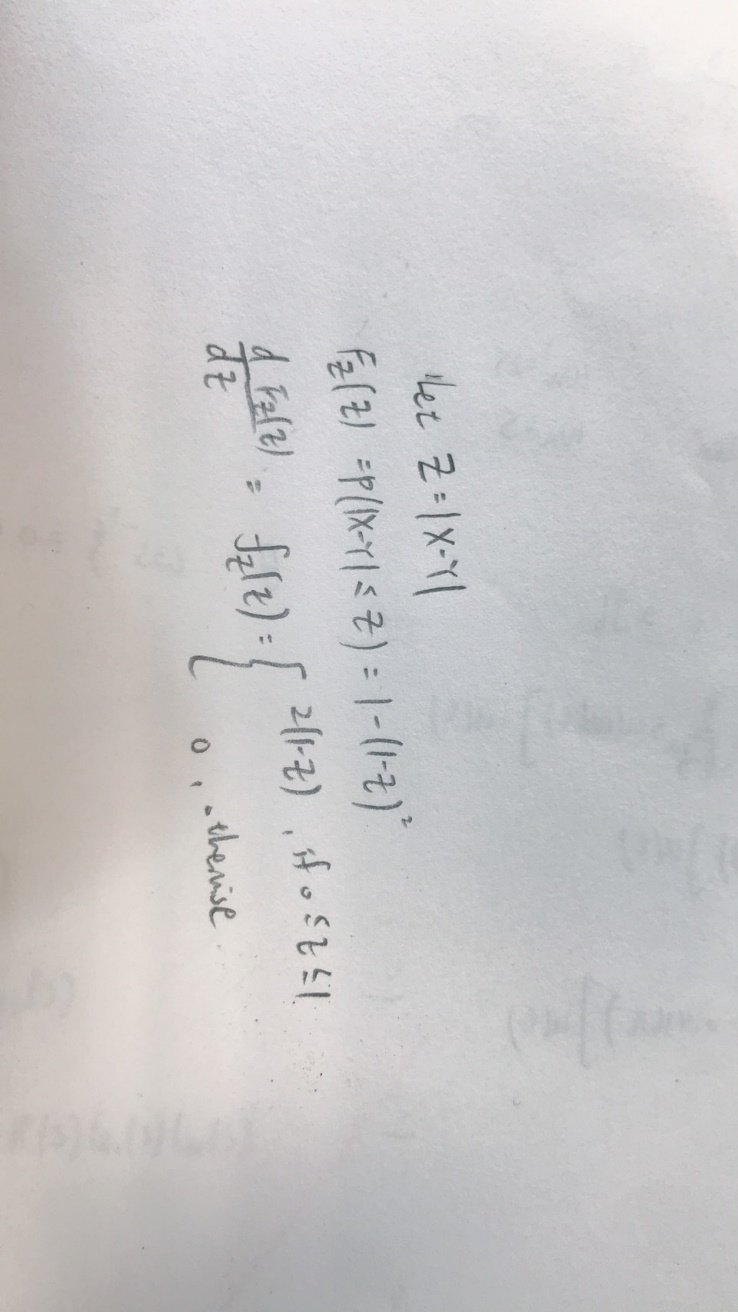 let Z = |X-Y|
F_Z(Z) = P(|X-Y| ≤ Z) = 1-(1-Z)²
d F_Z(Z) / dZ = f_Z(Z) = { 2(1-Z), if 0 ≤ Z ≤ 1
0, otherwise.